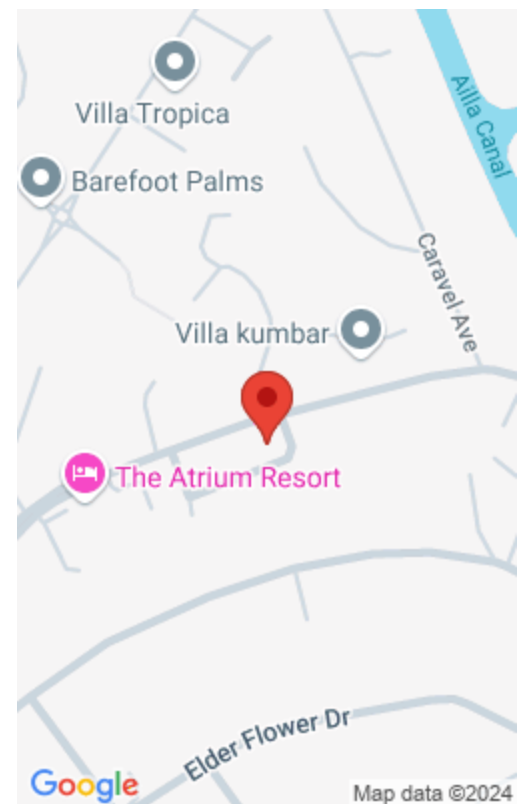 Villa Tropica
Ailla Canal
Barefoot Palms
Caravel Ave
Villa kumbar
The Atrium Resort
Elder Flower Dr
Google
Map data ©2024